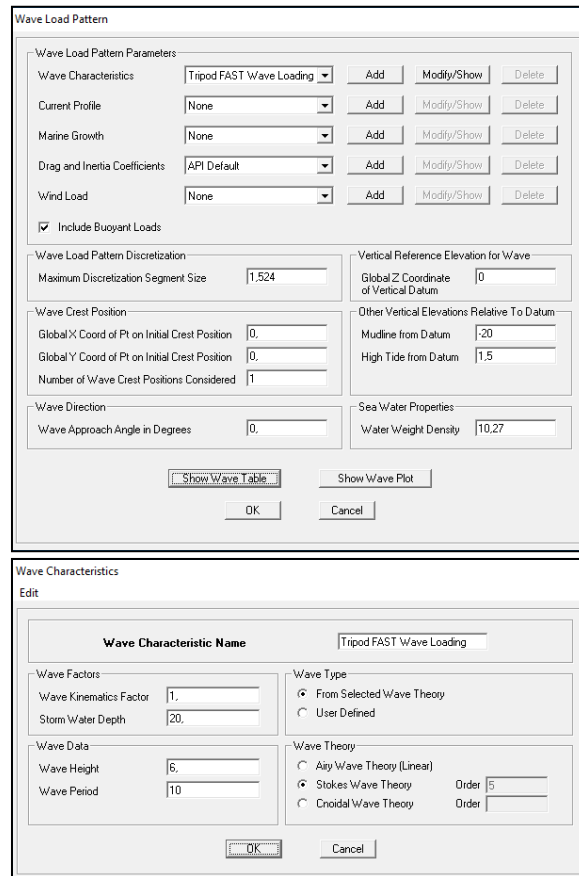 Wave Load Pattern
Wave Load Pattern Parameters
Wave Characteristics Tripod FAST Wave Loading Add Modify/Show Delete
Current Profile None Add Modify/Show Delete
Marine Growth None Add Modify/Show Delete
Drag and Inertia Coefficients API Default Add Modify/Show Delete
Wind Load None Add Modify/Show Delete
Include Buoyant Loads
Wave Load Pattern Discretization
Maximum Discretization Segment Size 1,524
Vertical Reference Elevation for Wave
Global Z Coordinate 0
of Vertical Datum
Wave Crest Position
Global X Coord of Pt on Initial Crest Position 0,
Global Y Coord of Pt on Initial Crest Position 0,
Number of Wave Crest Positions Considered 1
Other Vertical Elevations Relative To Datum
Mudline from Datum -20
High Tide from Datum 1,5
Wave Direction
Wave Approach Angle in Degrees 0,
Sea Water Properties
Water Weight Density 10,27
Show Wave Table Show Wave Plot
OK Cancel
Wave Characteristics
Edit
Wave Characteristic Name Tripod FAST Wave Loading
Wave Factors
Wave Kinematics Factor 1,
Storm Water Depth 20,
Wave Type
From Selected Wave Theory
User Defined
Wave Data
Wave Height 6,
Wave Period 10
Wave Theory
Airy Wave Theory (Linear)
Stokes Wave Theory Order 5
Cnoidal Wave Theory Order
OK Cancel